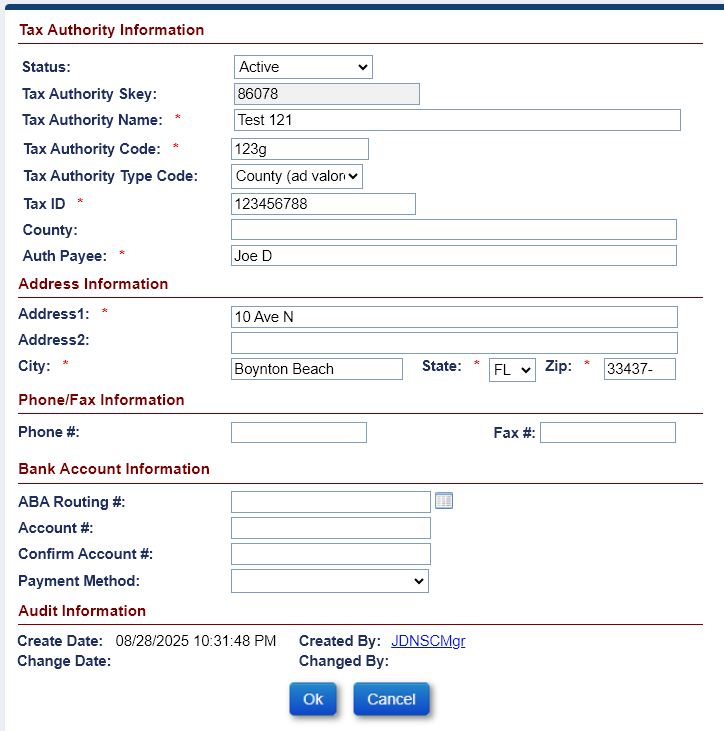 Tax Authority Information
Status: Active
Tax Authority Skey: 86078
Tax Authority Name: * Test 121
Tax Authority Code: * 123g
Tax Authority Type Code: County (ad valor
Tax ID * 123456788
County:
Auth Payee: * Joe D
Address Information
Address1: * 10 Ave N
Address2:
City: * Boynton Beach State: * FL Zip: * 33437-
Phone/Fax Information
Phone #: Fax #:
Bank Account Information
ABA Routing #:
Account #:
Confirm Account #:
Payment Method:
Audit Information
Create Date: 08/28/2025 10:31:48 PM Created By: JDNSCMgr
Change Date: Changed By:
Ok Cancel